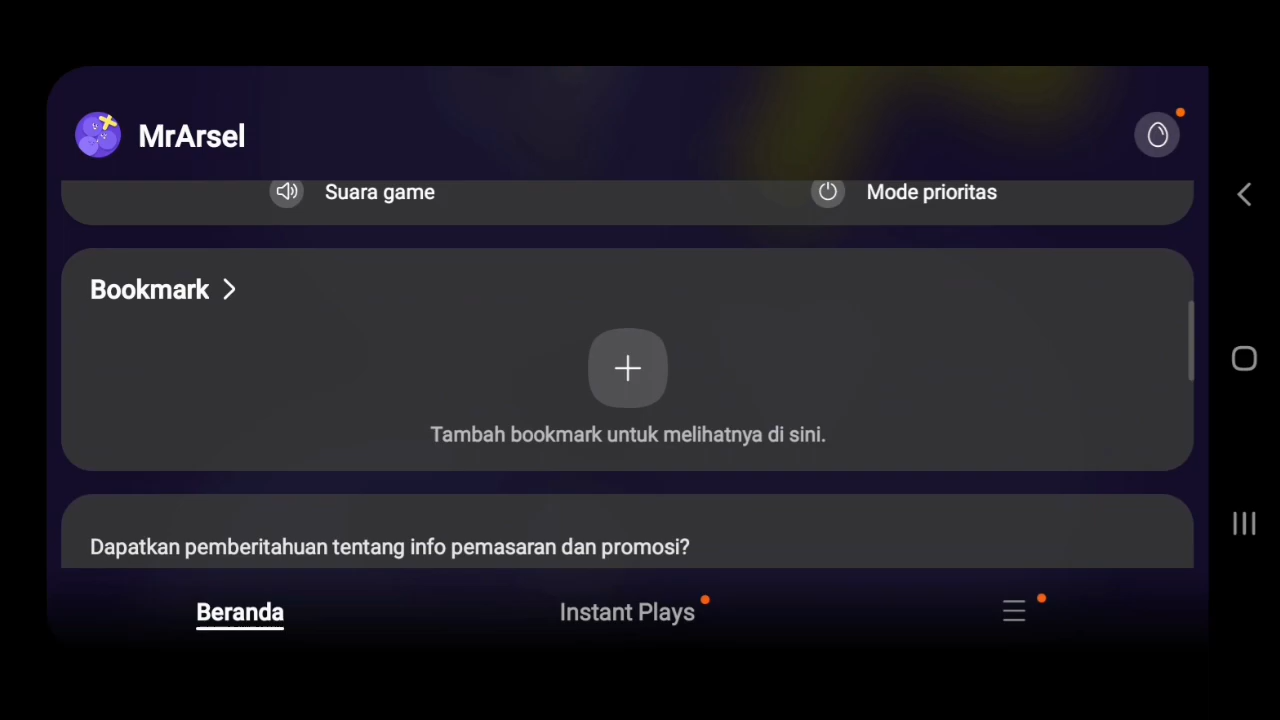 MrArsel
Suara game
Mode prioritas
Bookmark
Tambah bookmark untuk melihatnya di sini.
Dapatkan pemberitahuan tentang info pemasaran dan promosi?
Beranda
Instant Plays